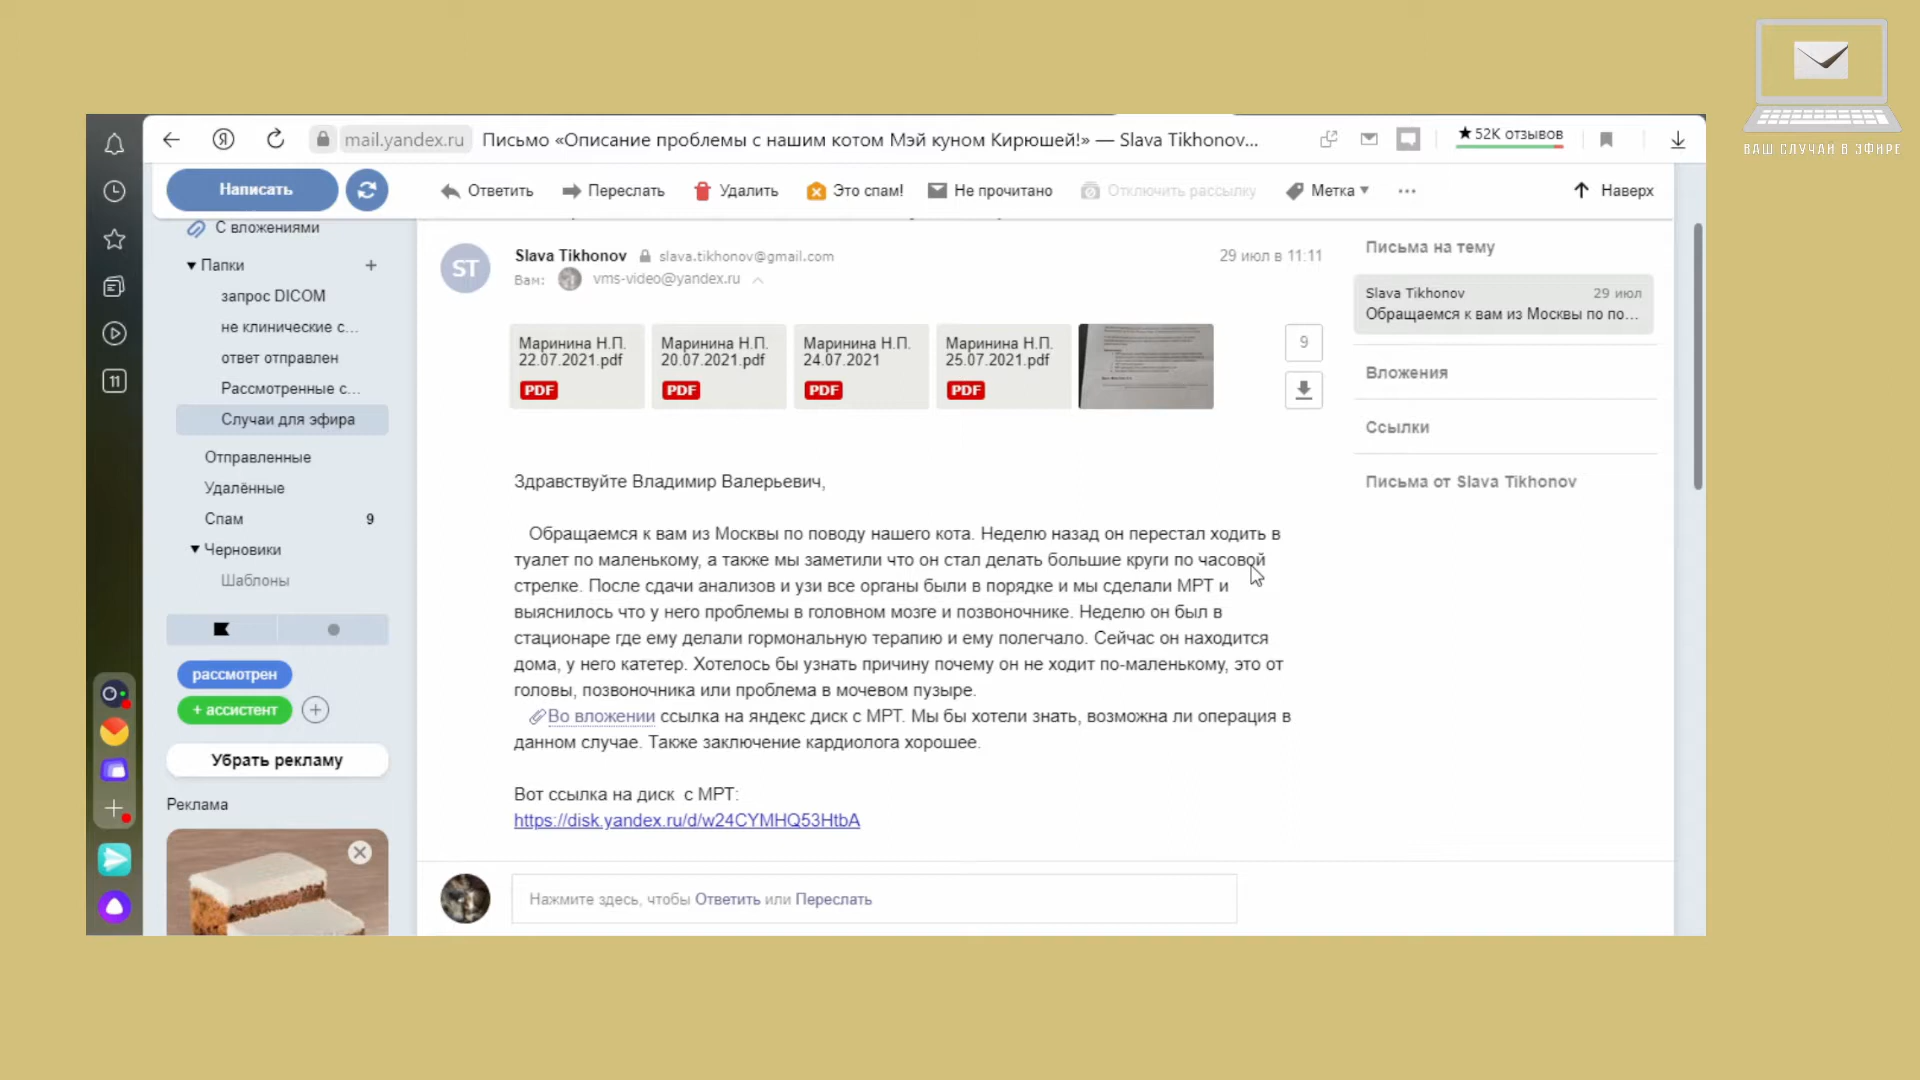 mail.yandex.ru
Письмо «Описание проблемы с нашим котом Мэй куном Кирюшей!» — Slava Tikhonov...
★52K отзывов
ВАШ СЛУЧАЙ В ЭФИРЕ
Написать
Ответить
Переслать
Удалить
Это спам!
Не прочитано
Отключить рассылку
Метка
Наверх
С вложениями
Папки
запрос DICOM
не клинические с...
ответ отправлен
Рассмотренные с...
Случаи для эфира
Отправленные
Удалённые
Спам 9
Черновики
Шаблоны
рассмотрен
+ ассистент
Убрать рекламу
Реклама
11
ST
Slava Tikhonov slava.tikhonov@gmail.com
29 июл в 11:11
Вам: vms-video@yandex.ru
Маринина Н.П. 22.07.2021.pdf
PDF
Маринина Н.П. 20.07.2021.pdf
PDF
Маринина Н.П. 24.07.2021
PDF
Маринина Н.П. 25.07.2021.pdf
PDF
9
Здравствуйте Владимир Валерьевич,
Обращаемся к вам из Москвы по поводу нашего кота. Неделю назад он перестал ходить в
туалет по маленькому, а также мы заметили что он стал делать большие круги по часовой
стрелке. После сдачи анализов и узи все органы были в порядке и мы сделали МРТ и
выяснилось что у него проблемы в головном мозге и позвоночнике. Неделю он был в
стационаре где ему делали гормональную терапию и ему полегчало. Сейчас он находится
дома, у него катетер. Хотелось бы узнать причину почему он не ходит по-маленькому, это от
головы, позвоночника или проблема в мочевом пузыре.
Во вложении ссылка на яндекс диск с МРТ. Мы бы хотели знать, возможна ли операция в
данном случае. Также заключение кардиолога хорошее.
Вот ссылка на диск с МРТ:
https://disk.yandex.ru/d/w24CYMHQ53HtbA
Нажмите здесь, чтобы Ответить или Переслать
Письма на тему
Slava Tikhonov 29 июл
Обращаемся к вам из Москвы по по...
Вложения
Ссылки
Письма от Slava Tikhonov